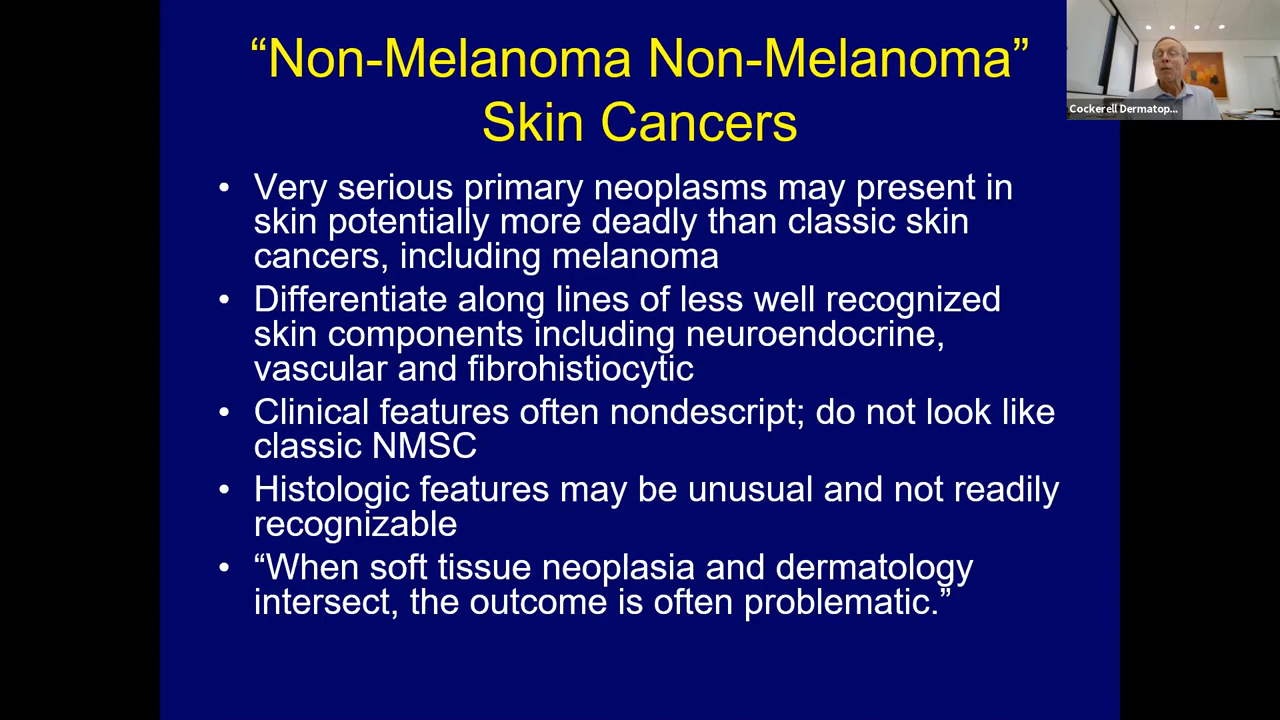 “Non-Melanoma Non-Melanoma”
Skin Cancers
Cockerell Dermatop...
• Very serious primary neoplasms may present in
skin potentially more deadly than classic skin
cancers, including melanoma
• Differentiate along lines of less well recognized
skin components including neuroendocrine,
vascular and fibrohistiocytic
• Clinical features often nondescript; do not look like
classic NMSC
• Histologic features may be unusual and not readily
recognizable
• “When soft tissue neoplasia and dermatology
intersect, the outcome is often problematic.”